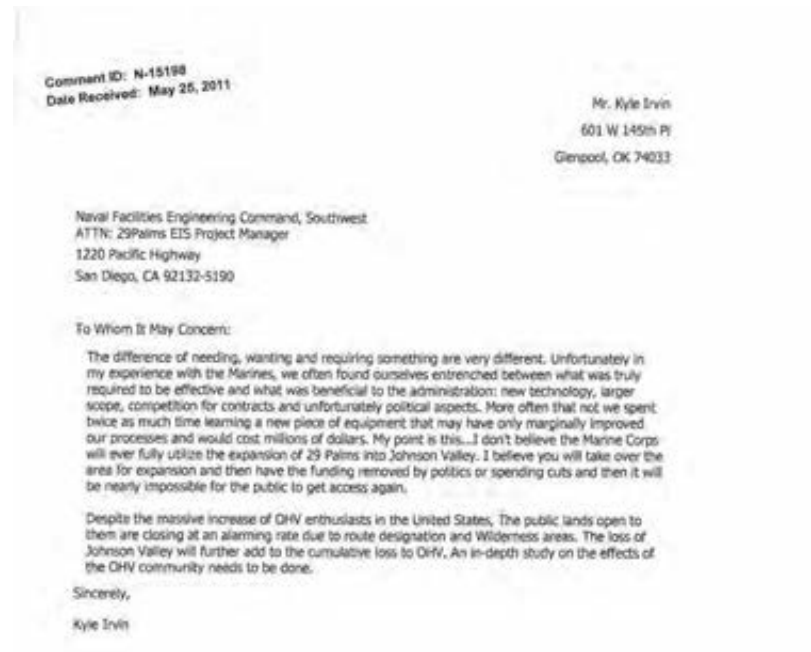 Comment ID: N-15198
Date Received: May 25, 2011
Mr. Kyle Irvin
601 W 145th Pl
Glenpool, OK 74033
Naval Facilities Engineering Command, Southwest
ATTN: 29Palms EIS Project Manager
1220 Pacific Highway
San Diego, CA 92132-5190
To Whom It May Concern:
The difference of needing, wanting and requiring something are very different. Unfortunately in
my experience with the Marines, we often found ourselves entrenched between what was truly
required to be effective and what was beneficial to the administration: new technology, larger
scope, competition for contracts and unfortunately political aspects. More often that not we spent
twice as much time learning a new piece of equipment that may have only marginally improved
our processes and would cost millions of dollars. My point is this...I don't believe the Marine Corps
will ever fully utilize the expansion of 29 Palms into Johnson Valley. I believe you will take over the
area for expansion and then have the funding removed by politics or spending cuts and then it will
be nearly impossible for the public to get access again.
Despite the massive increase of OHV enthusiasts in the United States, The public lands open to
them are closing at an alarming rate due to route designation and Wilderness areas. The loss of
Johnson Valley will further add to the cumulative loss to OHV. An in-depth study on the effects of
the OHV community needs to be done.
Sincerely,
Kyle Irvin